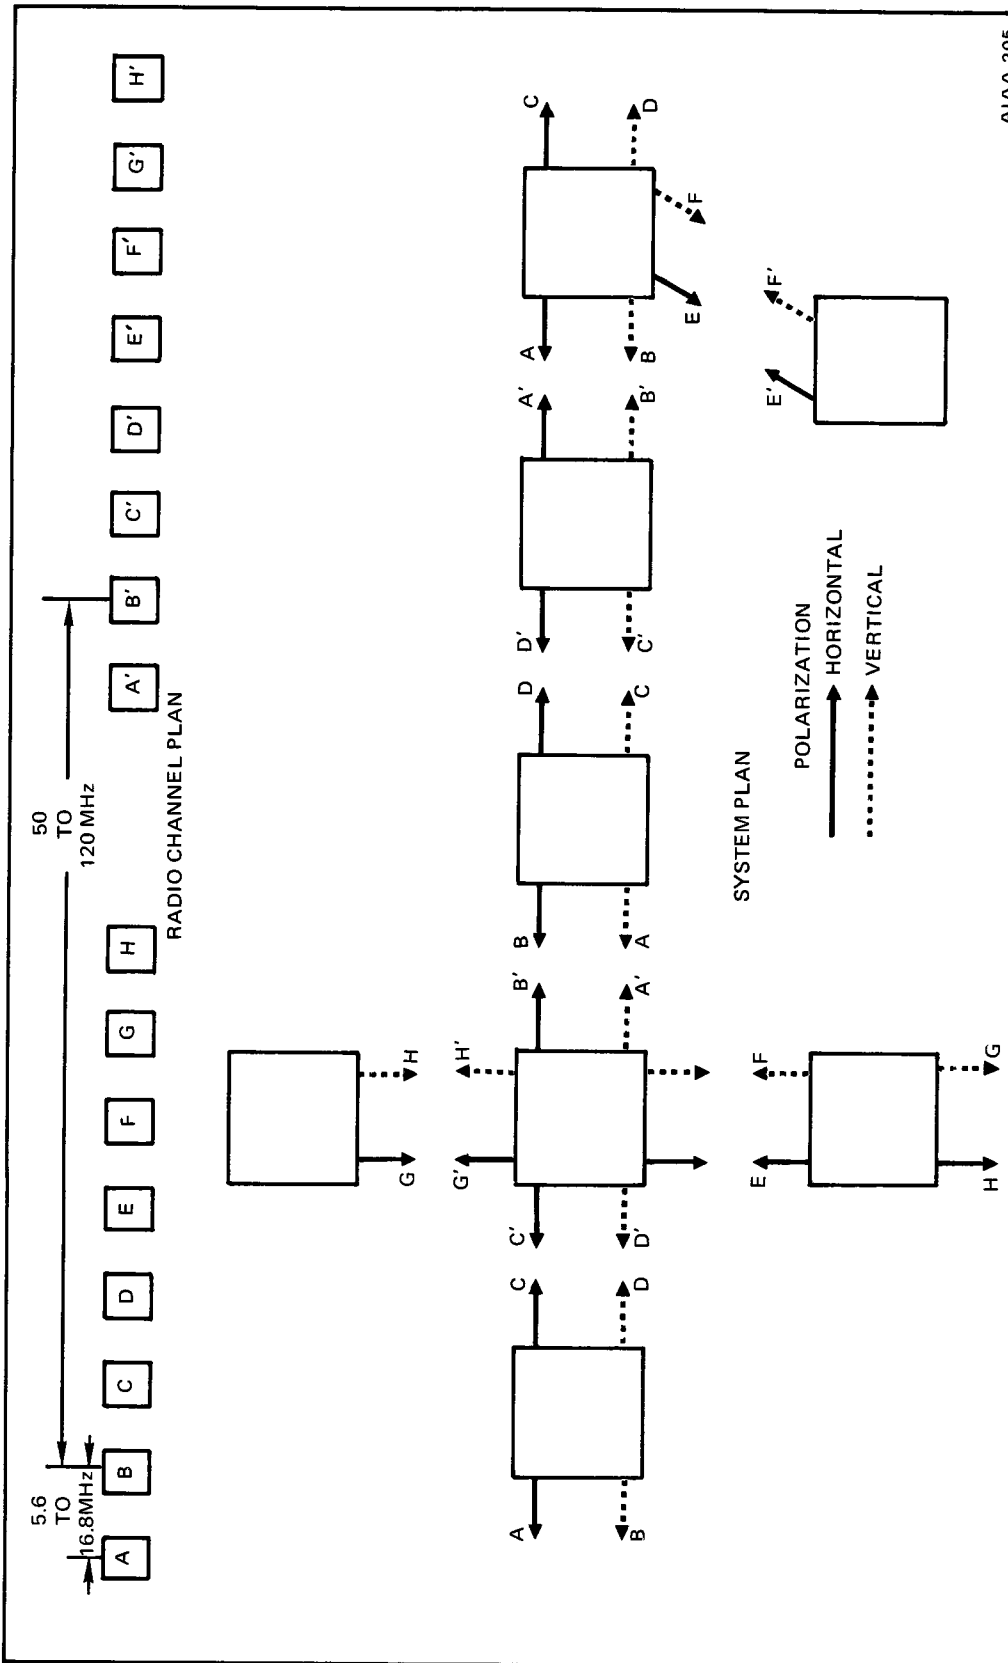 50
TO
120 MHz
5.6
TO
16.8MHz
A B C D E F G H A' B' C' D' E' F' G' H'
RADIO CHANNEL PLAN
G H
G' H'
A C C' B' B D D' A' A C
B D D' A' A C C' B' B D
E F
E F
E' F'
H G
SYSTEM PLAN
POLARIZATION
HORIZONTAL
VERTICAL